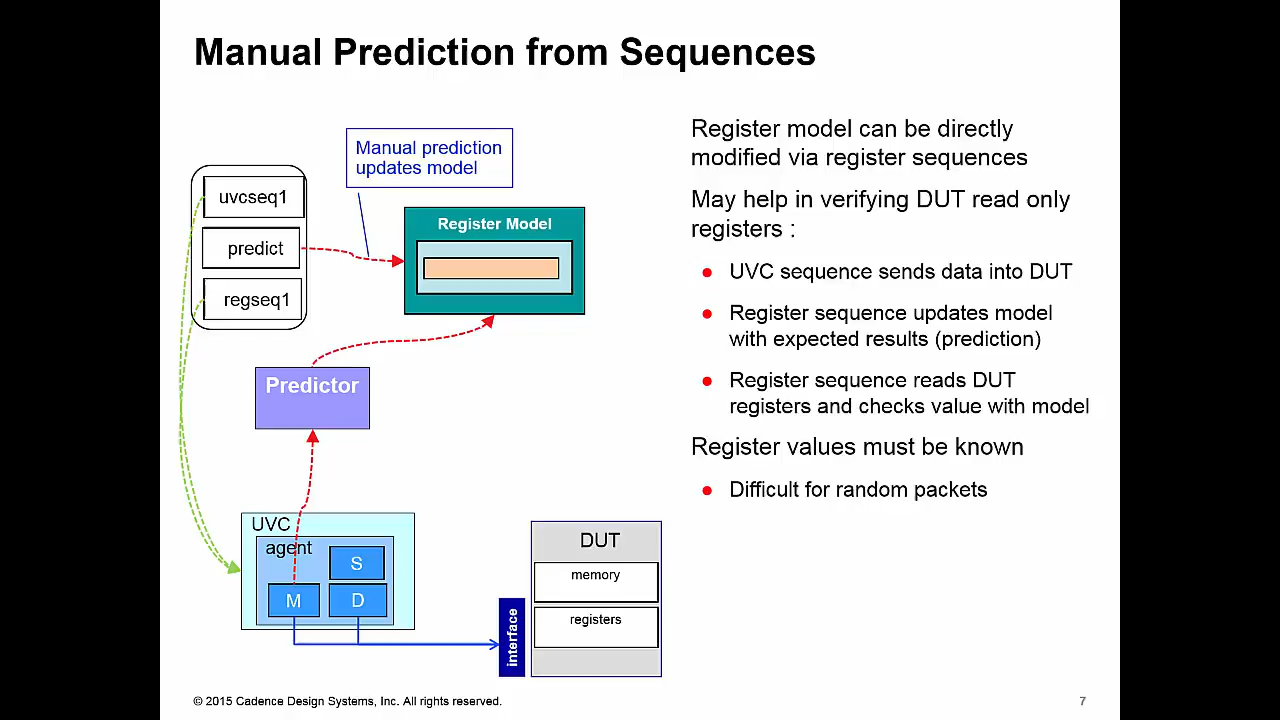 Manual Prediction from Sequences
Manual prediction
updates model
uvcseq1
predict
regseq1
Register Model
Predictor
UVC
agent
S
M
D
interface
DUT
memory
registers
Register model can be directly
modified via register sequences
May help in verifying DUT read only
registers :
UVC sequence sends data into DUT
Register sequence updates model
with expected results (prediction)
Register sequence reads DUT
registers and checks value with model
Register values must be known
Difficult for random packets
© 2015 Cadence Design Systems, Inc. All rights reserved.
7